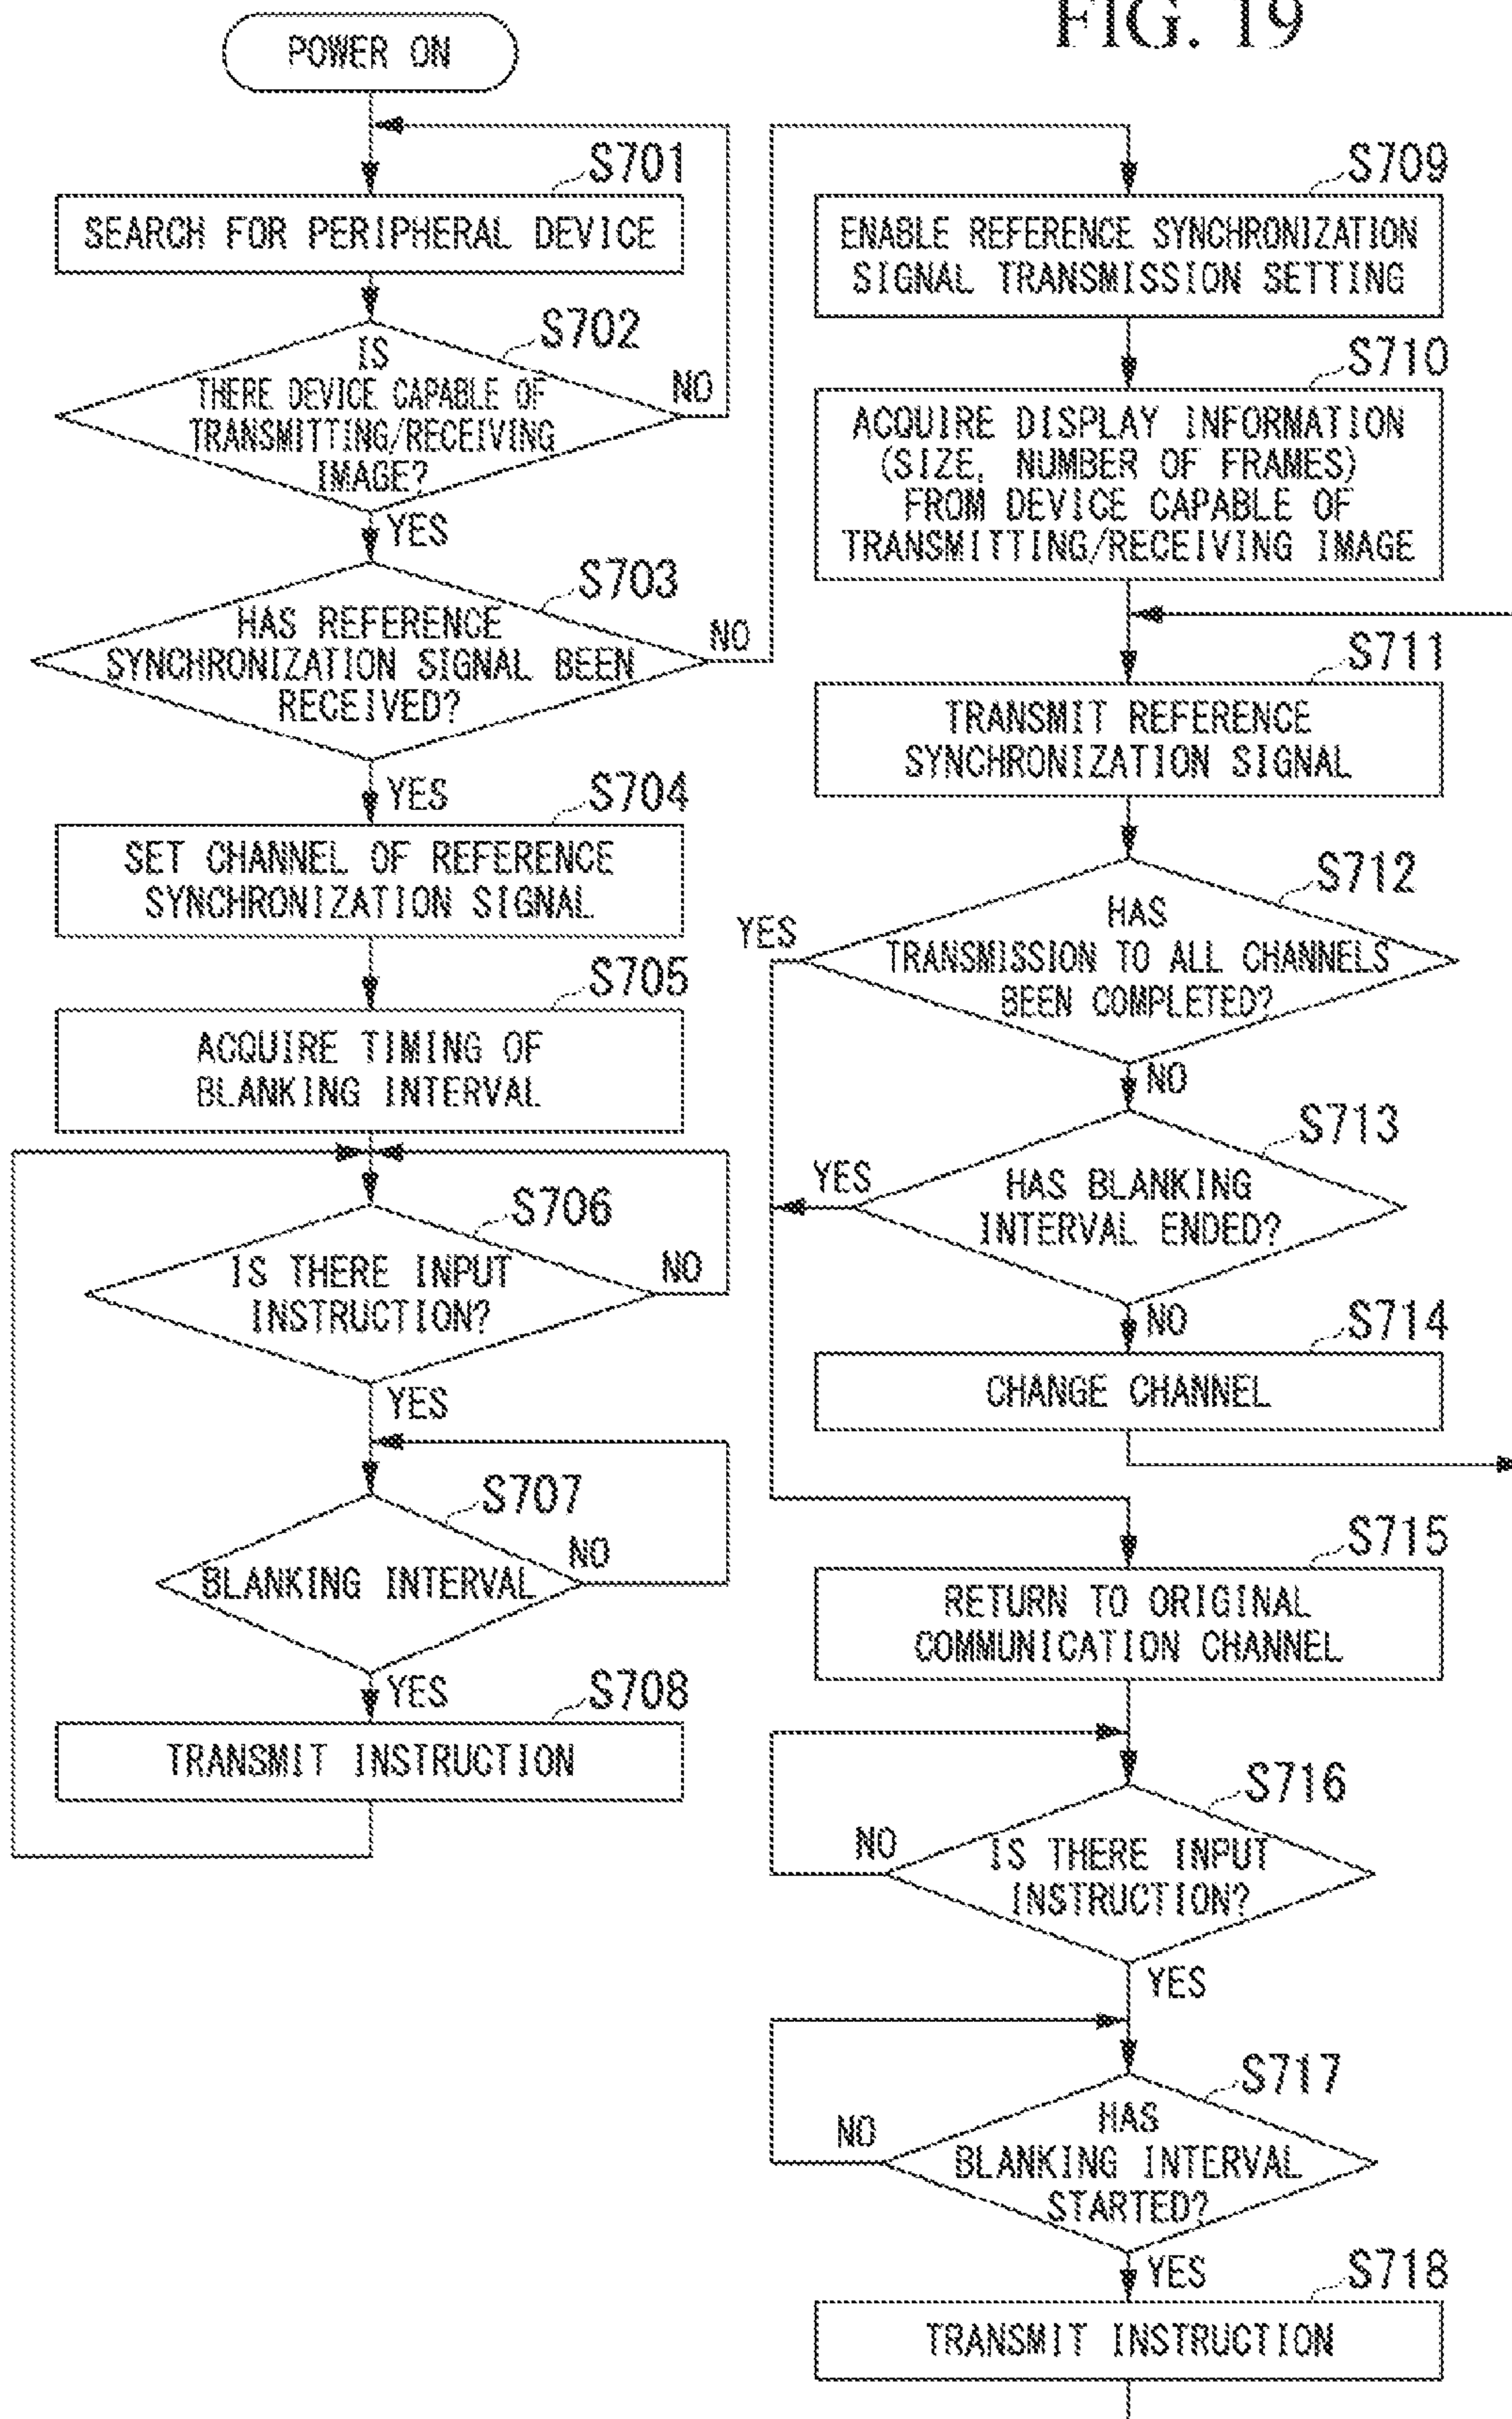 FIG. 19
POWER ON
S701
SEARCH FOR PERIPHERAL DEVICE
S702
IS
THERE DEVICE CAPABLE OF
TRANSMITTING/RECEIVING
IMAGE?
NO
YES
S703
HAS REFERENCE
SYNCHRONIZATION SIGNAL BEEN
RECEIVED?
NO
YES
S704
SET CHANNEL OF REFERENCE
SYNCHRONIZATION SIGNAL
S705
ACQUIRE TIMING OF
BLANKING INTERVAL
S706
IS THERE INPUT
INSTRUCTION?
NO
YES
S707
BLANKING INTERVAL
NO
YES
S708
TRANSMIT INSTRUCTION
S709
ENABLE REFERENCE SYNCHRONIZATION
SIGNAL TRANSMISSION SETTING
S710
ACQUIRE DISPLAY INFORMATION
(SIZE, NUMBER OF FRAMES)
FROM DEVICE CAPABLE OF
TRANSMITTING/RECEIVING IMAGE
S711
TRANSMIT REFERENCE
SYNCHRONIZATION SIGNAL
S712
HAS
TRANSMISSION TO ALL CHANNELS
BEEN COMPLETED?
YES
NO
S713
HAS BLANKING
INTERVAL ENDED?
YES
NO
S714
CHANGE CHANNEL
S715
RETURN TO ORIGINAL
COMMUNICATION CHANNEL
S716
IS THERE INPUT
INSTRUCTION?
NO
YES
S717
HAS
BLANKING INTERVAL
STARTED?
NO
YES
S718
TRANSMIT INSTRUCTION